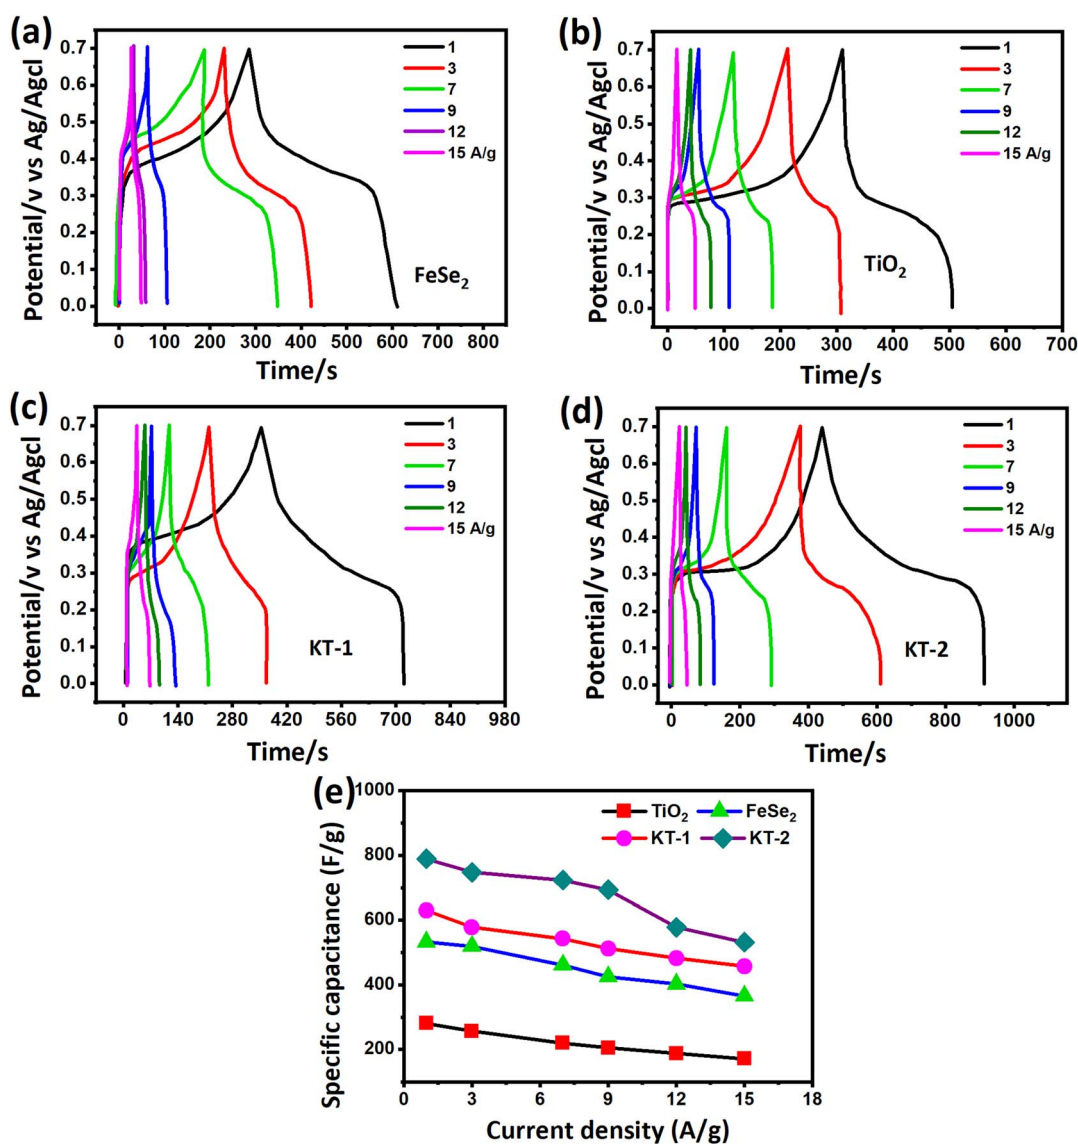 (a)
0.7
0.6
0.5
0.4
0.3
0.2
0.1
0.0
Potential/v vs Ag/Agcl
1
3
7
9
12
15 A/g
FeSe₂
0 100 200 300 400 500 600 700 800
Time/s
(b)
0.7
0.6
0.5
0.4
0.3
0.2
0.1
0.0
Potential/v vs Ag/Agcl
1
3
7
9
12
15 A/g
TiO₂
0 100 200 300 400 500 600 700
Time/s
(c)
0.7
0.6
0.5
0.4
0.3
0.2
0.1
0.0
Potential/v vs Ag/Agcl
1
3
7
9
12
15 A/g
KT-1
0 140 280 420 560 700 840 980
Time/s
(d)
0.7
0.6
0.5
0.4
0.3
0.2
0.1
0.0
Potential/v vs Ag/Agcl
1
3
7
9
12
15 A/g
KT-2
0 200 400 600 800 1000
Time/s
(e)
1000
800
600
400
200
Specific capacitance (F/g)
TiO₂ FeSe₂
KT-1 KT-2
0 3 6 9 12 15 18
Current density (A/g)